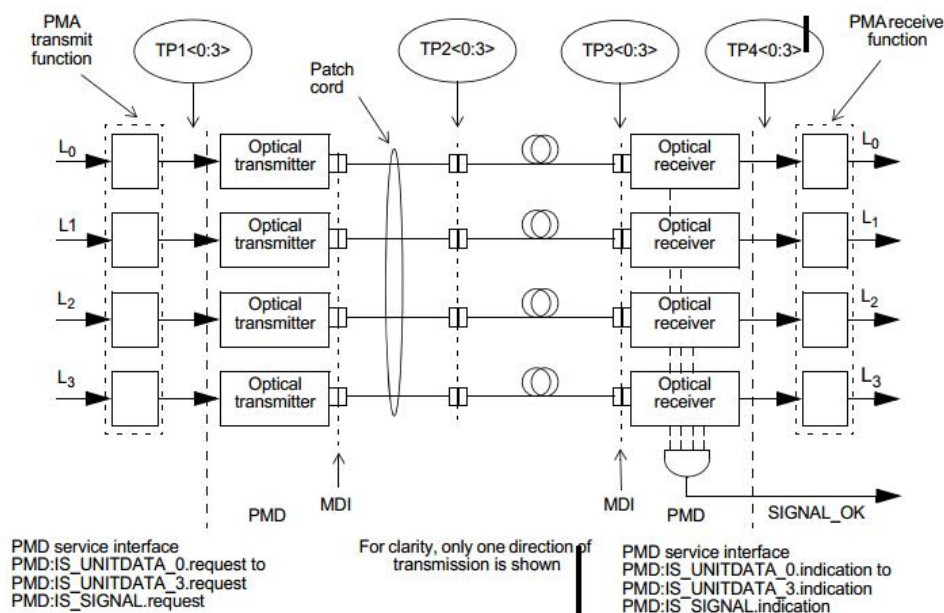 PMA
transmit
function
TP1<0:3>
TP2<0:3>
TP3<0:3>
TP4<0:3>
PMA receive
function
Patch
cord
L0
Optical
transmitter
Optical
receiver
L0
L1
Optical
transmitter
Optical
receiver
L1
L2
Optical
transmitter
Optical
receiver
L2
L3
Optical
transmitter
Optical
receiver
L3
PMD
MDI
MDI
PMD
SIGNAL_OK
PMD service interface
PMD:IS_UNITDATA_0.request to
PMD:IS_UNITDATA_3.request
PMD:IS_SIGNAL.request
For clarity, only one direction of
transmission is shown
PMD service interface
PMD:IS_UNITDATA_0.indication to
PMD:IS_UNITDATA_3.indication
PMD:IS_SIGNAL.indication